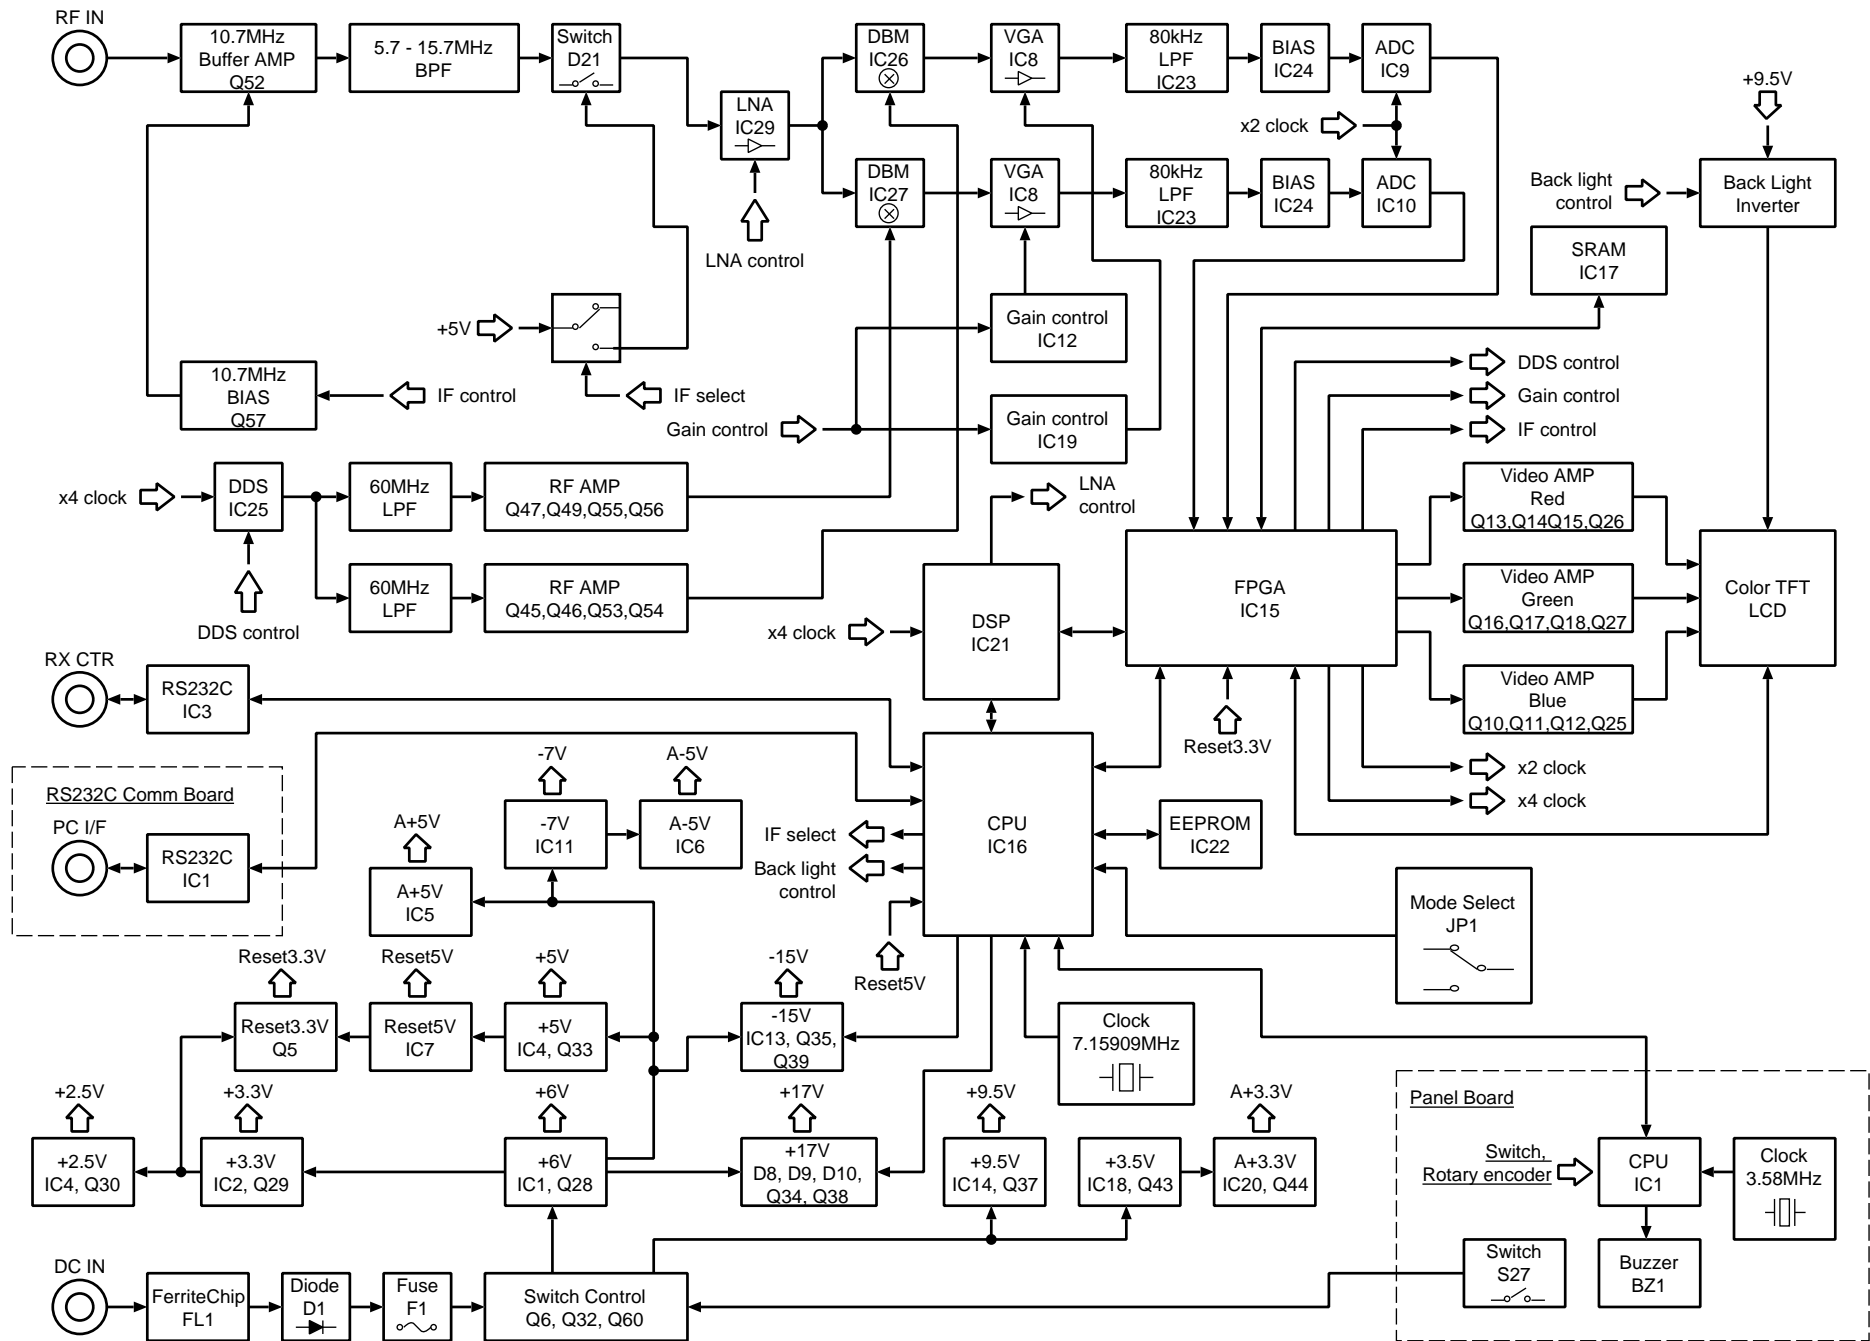 RF IN
10.7MHz
Buffer AMP
Q52
5.7 - 15.7MHz
BPF
Switch
D21
LNA
IC29
DBM
IC26
VGA
IC8
80kHz
LPF
IC23
BIAS
IC24
ADC
IC9
+9.5V
x2 clock
DBM
IC27
VGA
IC8
80kHz
LPF
IC23
BIAS
IC24
ADC
IC10
Back light
control
Back Light
Inverter
LNA control
SRAM
IC17
+5V
Gain control
IC12
DDS control
10.7MHz
BIAS
Q57
IF control
IF select
Gain control
Gain control
Gain control
IC19
IF control
x4 clock
DDS
IC25
60MHz
LPF
RF AMP
Q47,Q49,Q55,Q56
LNA
control
Video AMP
Red
Q13,Q14Q15,Q26
DDS control
60MHz
LPF
RF AMP
Q45,Q46,Q53,Q54
x4 clock
DSP
IC21
FPGA
IC15
Video AMP
Green
Q16,Q17,Q18,Q27
Color TFT
LCD
RX CTR
RS232C
IC3
Video AMP
Blue
Q10,Q11,Q12,Q25
Reset3.3V
-7V
A-5V
x2 clock
x4 clock
RS232C Comm Board
PC I/F
RS232C
IC1
A+5V
-7V
IC11
A-5V
IC6
IF select
Back light
control
CPU
IC16
EEPROM
IC22
A+5V
IC5
Mode Select
JP1
Reset3.3V
Reset5V
+5V
-15V
Reset5V
Reset3.3V
Q5
Reset5V
IC7
+5V
IC4, Q33
-15V
IC13, Q35,
Q39
Clock
7.15909MHz
+2.5V
+3.3V
+6V
+17V
+9.5V
A+3.3V
Panel Board
+2.5V
IC4, Q30
+3.3V
IC2, Q29
+6V
IC1, Q28
+17V
D8, D9, D10,
Q34, Q38
+9.5V
IC14, Q37
+3.5V
IC18, Q43
A+3.3V
IC20, Q44
Switch,
Rotary encoder
CPU
IC1
Clock
3.58MHz
DC IN
FerriteChip
FL1
Diode
D1
Fuse
F1
Switch Control
Q6, Q32, Q60
Switch
S27
Buzzer
BZ1